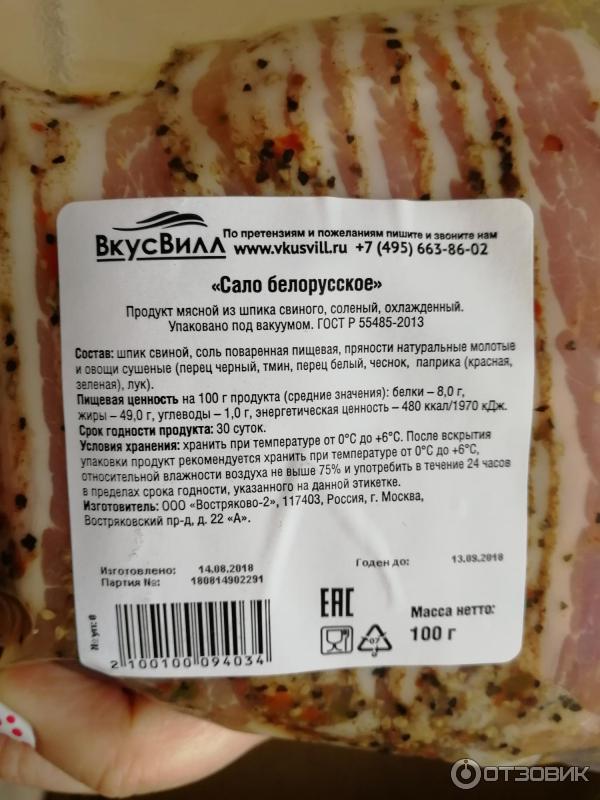 ВкусВилл
По претензиям и пожеланиям пишите и звоните нам
www.vkusvill.ru +7 (495) 663-86-02
«Сало белорусское»
Продукт мясной из шпика свиного, соленый, охлажденный.
Упаковано под вакуумом. ГОСТ Р 55485-2013
Состав: шпик свиной, соль поваренная пищевая, пряности натуральные молотые
и овощи сушеные (перец черный, тмин, перец белый, чеснок, паприка (красная,
зеленая), лук).
Пищевая ценность на 100 г продукта (средние значения): белки – 8,0 г,
жиры – 49,0 г, углеводы – 1,0 г, энергетическая ценность – 480 ккал/1970 кДж.
Срок годности продукта: 30 суток.
Условия хранения: хранить при температуре от 0°С до +6°С. После вскрытия
упаковки продукт рекомендуется хранить при температуре от 0°С до +6°С,
относительной влажности воздуха не выше 75% и употребить в течение 24 часов
в пределах срока годности, указанного на данной этикетке.
Изготовитель: ООО «Востряково-2», 117403, Россия, г. Москва,
Востряковский пр-д, д. 22 «А».
Изготовлено: 14.08.2018 Годен до: 13.09.2018
Партия №: 180814902291
№ уп: 8
2 100100 094034
ЕАС
07
Масса нетто:
100 г
ОТЗОВИК